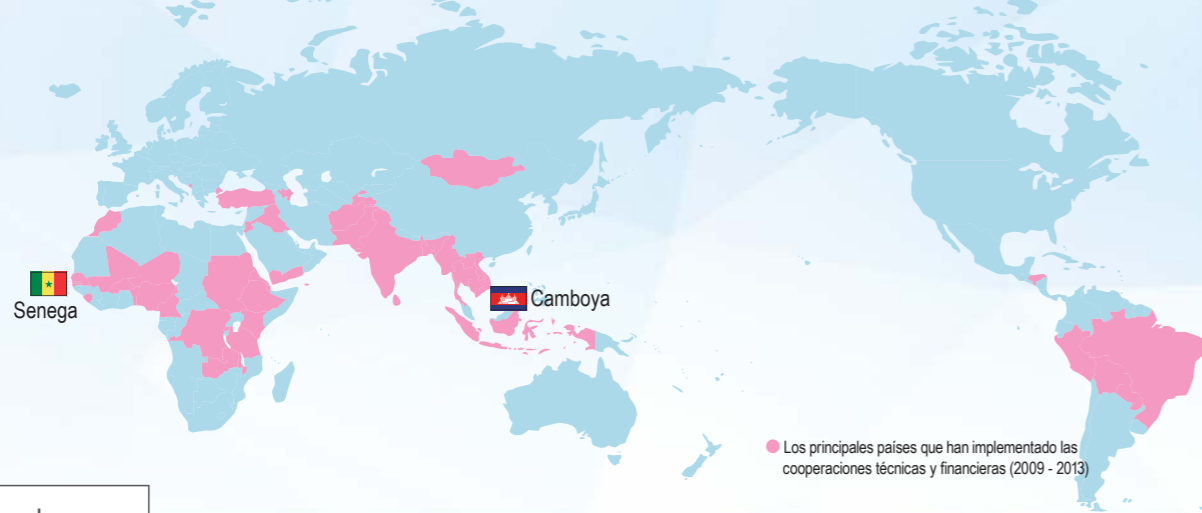 Senega
Camboya
Los principales países que han implementado las
cooperaciones técnicas y financieras (2009 - 2013)